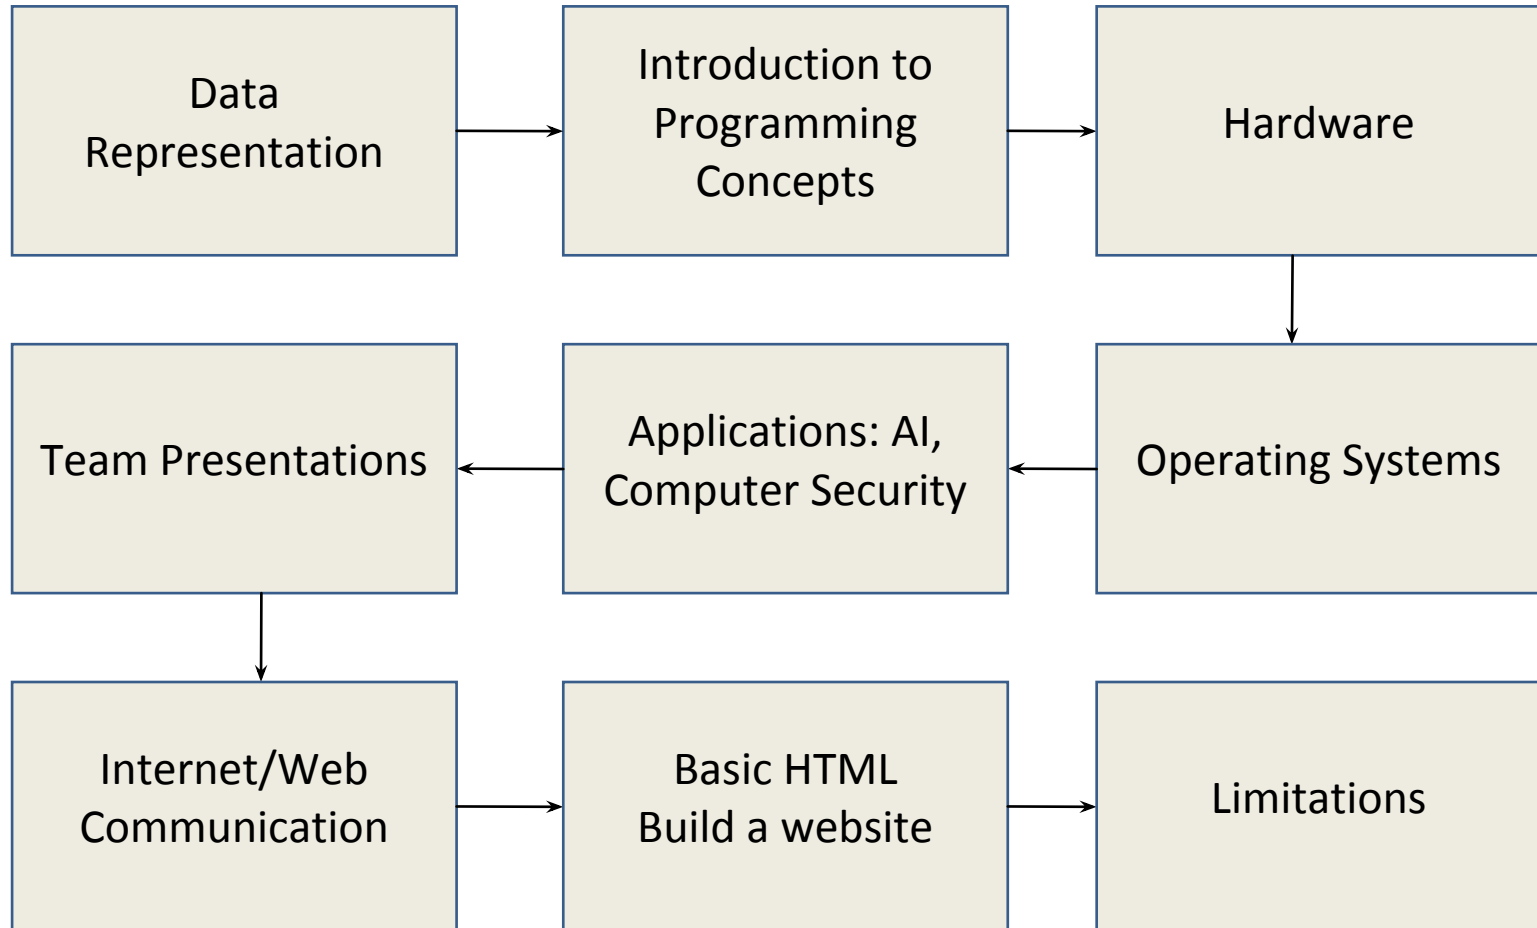 Data
Representation
Introduction to
Programming
Concepts
Hardware
Team Presentations
Applications: AI,
Computer Security
Operating Systems
Internet/Web
Communication
Basic HTML
Build a website
Limitations